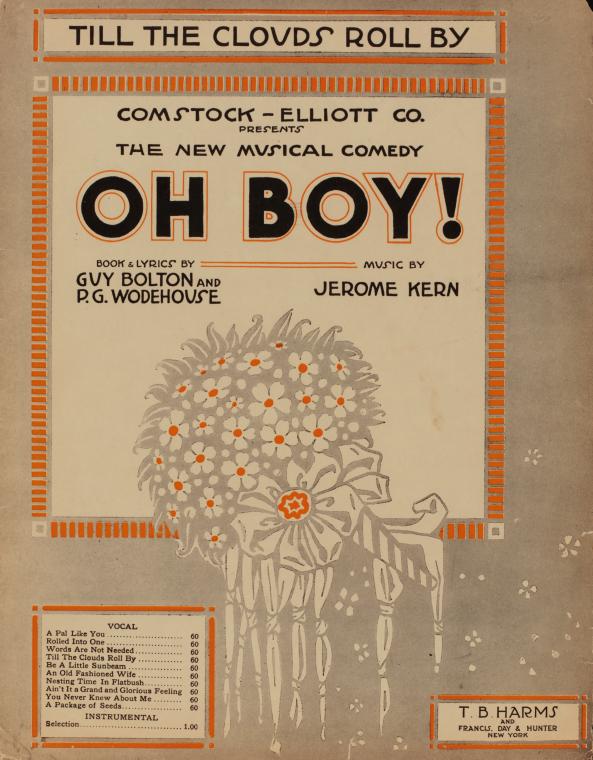 TILL THE CLOUDS ROLL BY
COMSTOCK – ELLIOTT CO.
PRESENTS
THE NEW MUSICAL COMEDY
OH BOY!
BOOK & LYRICS BY
GUY BOLTON AND
P.G. WODEHOUSE
MUSIC BY
JEROME KERN
VOCAL
A Pal Like You 60
Rolled Into One 60
Words Are Not Needed 60
Till The Clouds Roll By 60
Be A Little Sunbeam 60
An Old Fashioned Wife 60
Nesting Time In Flatbush 60
Ain't It a Grand and Glorious Feeling 60
You Never Knew About Me 60
A Package of Seeds 60
INSTRUMENTAL
Selection 1.00
T. B. HARMS
AND
FRANCIS, DAY & HUNTER
NEW YORK